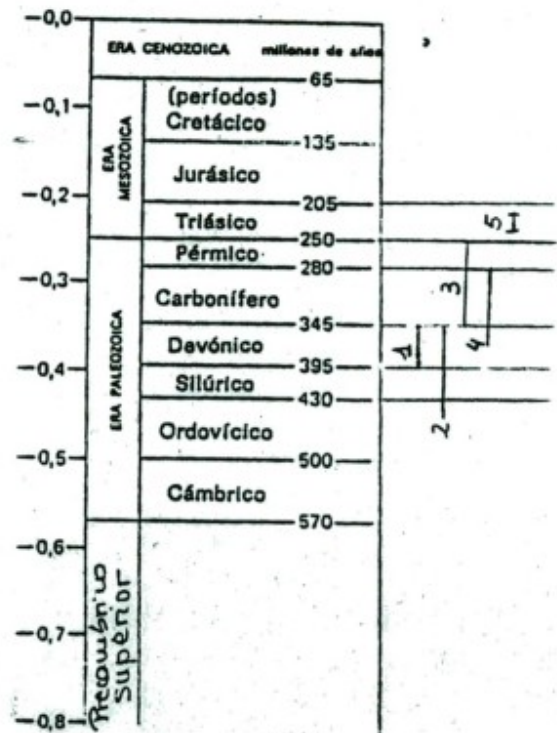 −0,0
ERA CENOZOICA millones de años
65
−0,1
(períodos)
Cretácico
135
ERA
MESOZOICA
Jurásico
−0,2
205
Triásico
5 I
250
Pérmico
280
−0,3
3
Carbonífero
4
345
Davónico
1
395
−0,4
Silúrico
430
2
ERA PALEOZOICA
Ordovícico
−0,5
500
Cámbrico
570
−0,6
Precámbrico
superior
−0,7
−0,8